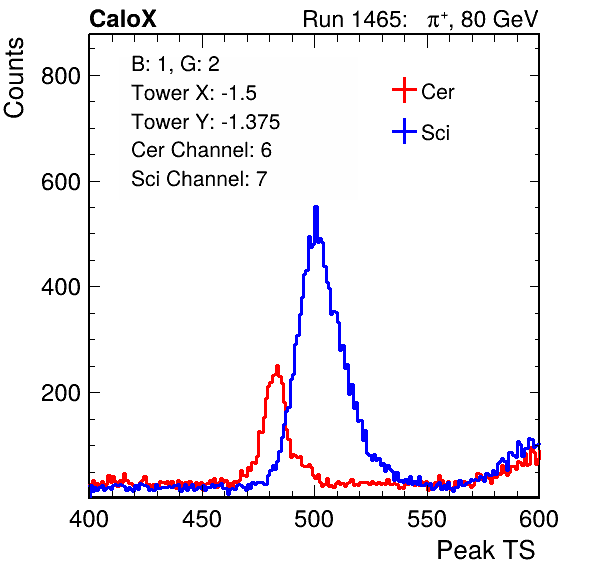 CaloX Run 1465: π⁺, 80 GeV
Counts
B: 1, G: 2
Tower X: -1.5
Tower Y: -1.375
Cer Channel: 6
Sci Channel: 7
Cer
Sci
800
600
400
200
400 450 500 550 600
Peak TS